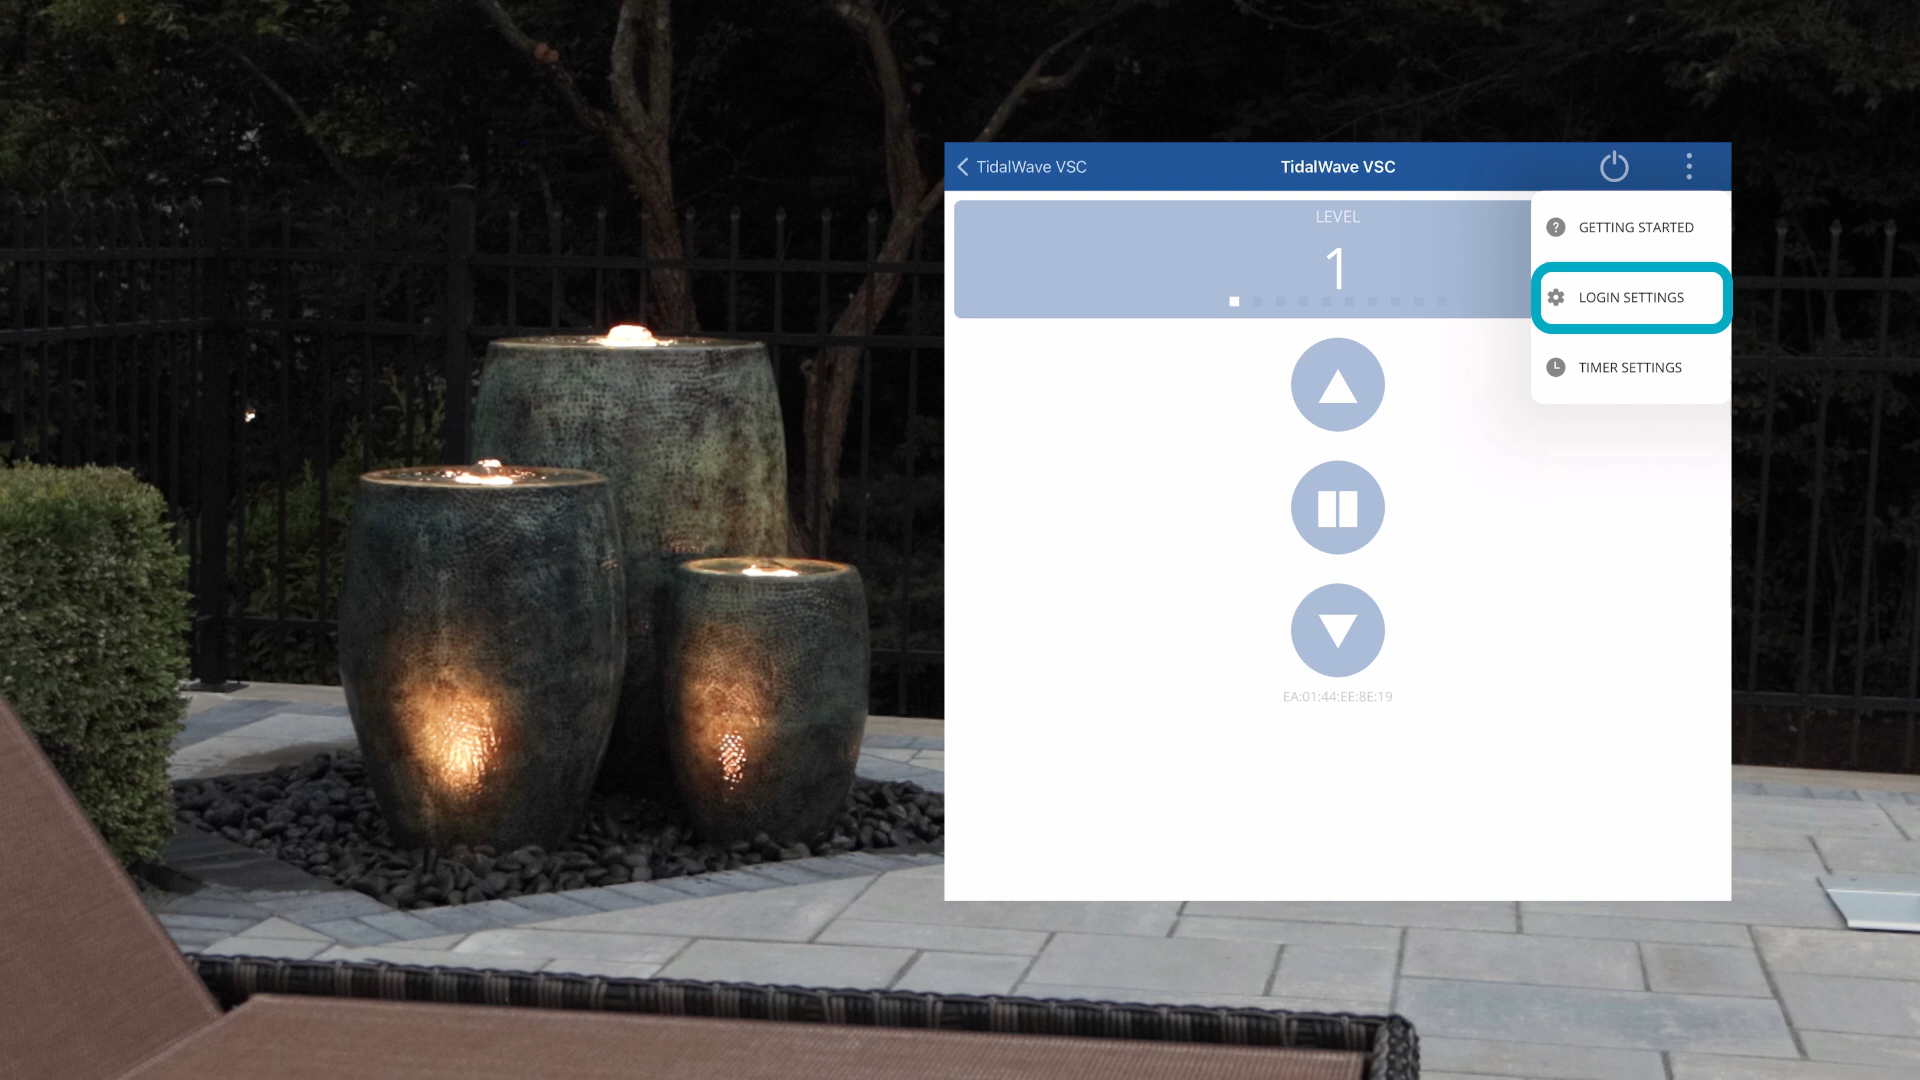 TidalWave VSC
TidalWave VSC
LEVEL
1
GETTING STARTED
LOGIN SETTINGS
TIMER SETTINGS
EA:01:44:EE:8E:19